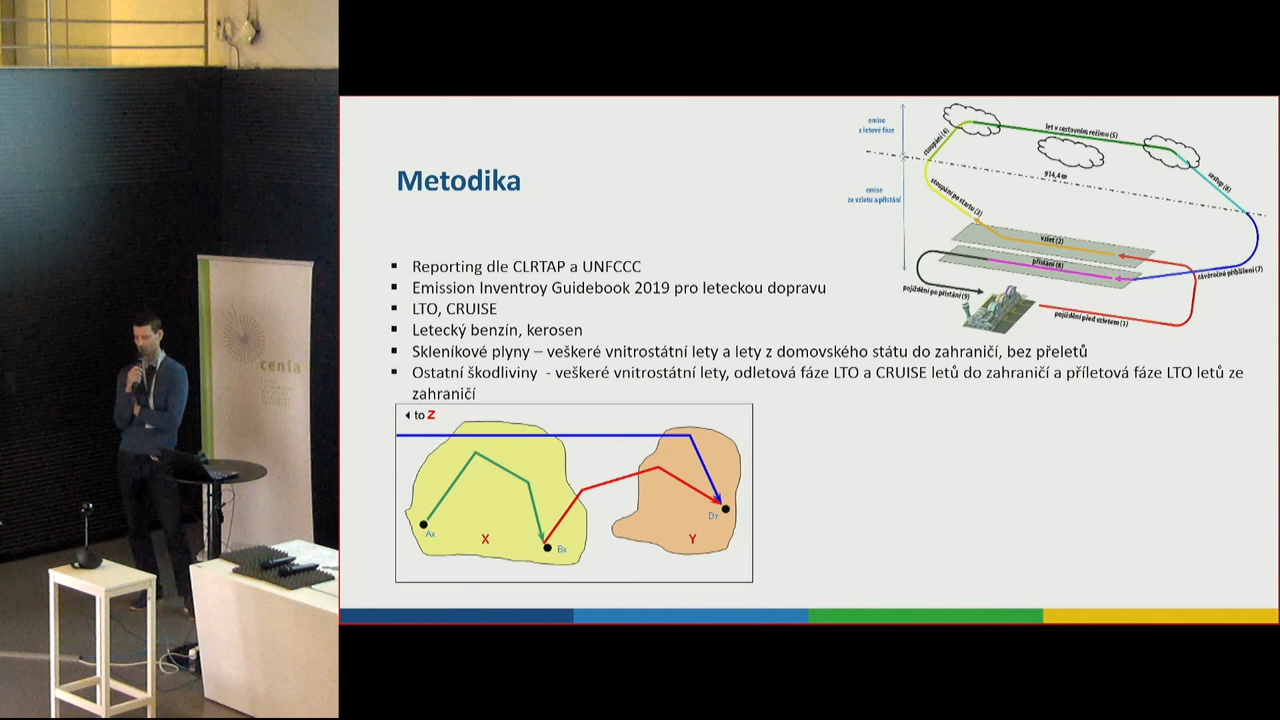 Metodika
▪ Reporting dle CLRTAP a UNFCCC
▪ Emission Inventroy Guidebook 2019 pro leteckou dopravu
▪ LTO, CRUISE
▪ Letecký benzín, kerosen
▪ Skleníkové plyny – veškeré vnitrostátní lety a lety z domovského státu do zahraničí, bez přeletů
▪ Ostatní škodliviny - veškeré vnitrostátní lety, odletová fáze LTO a CRUISE letů do zahraničí a příletová fáze LTO letů ze
zahraničí
emise
z letové fáze
emise
ze vzletu a přistání
stoupání (4)
let v cestovním režimu (5)
sestup (6)
914,4 m
stoupání po startu (3)
vzlet (2)
přistání (8)
závěrečné přiblížení (7)
pojíždění po přistání (9)
pojíždění před vzletem (1)
to Z
Ax
X
Bx
Dy
Y
cenia